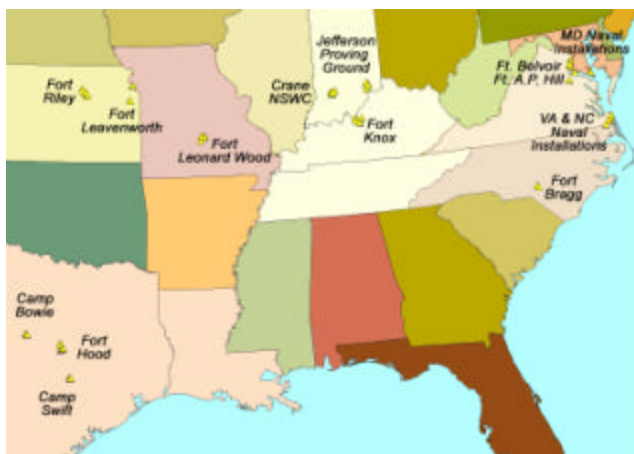 Jefferson
Proving
Ground
MD Naval
Installations
Ft. Belvoir
Ft. A.P. Hill
Fort
Riley
Fort
Leavenworth
Crane
NSWC
Fort
Knox
VA & NC
Naval
Installations
Fort
Leonard Wood
Fort
Bragg
Camp
Bowie
Fort
Hood
Camp
Swift